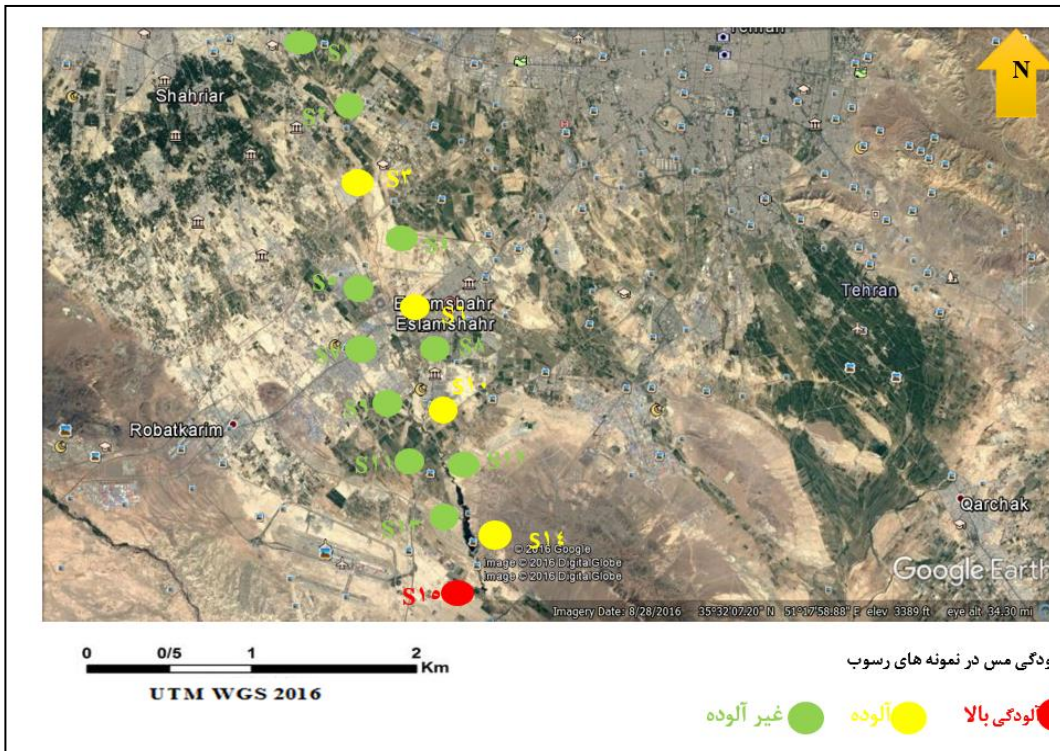 Tehran
N
S۱
Shahriar
S۲
S۳
S۴
S۵
Eslamshahr
S۶
Eslamshahr
S۷
S۸
S۹
S۱۰
Tehran
Robatkarim
S۱۱
S۱۲
Qarchak
S۱۳
S۱۴
© 2016 Google
Image © 2016 DigitalGlobe
Image © 2016 DigitalGlobe
Google Earth
S۱۵
Imagery Date: 8/28/2016 35°32'07.20" N 51°17'58.88" E elev 3389 ft eye alt 34.30 mi
0 0/5 1 2
Km
UTM WGS 2016
ودگی مس در نمونه های رسوب
آلودگی بالا آلوده غیر آلوده